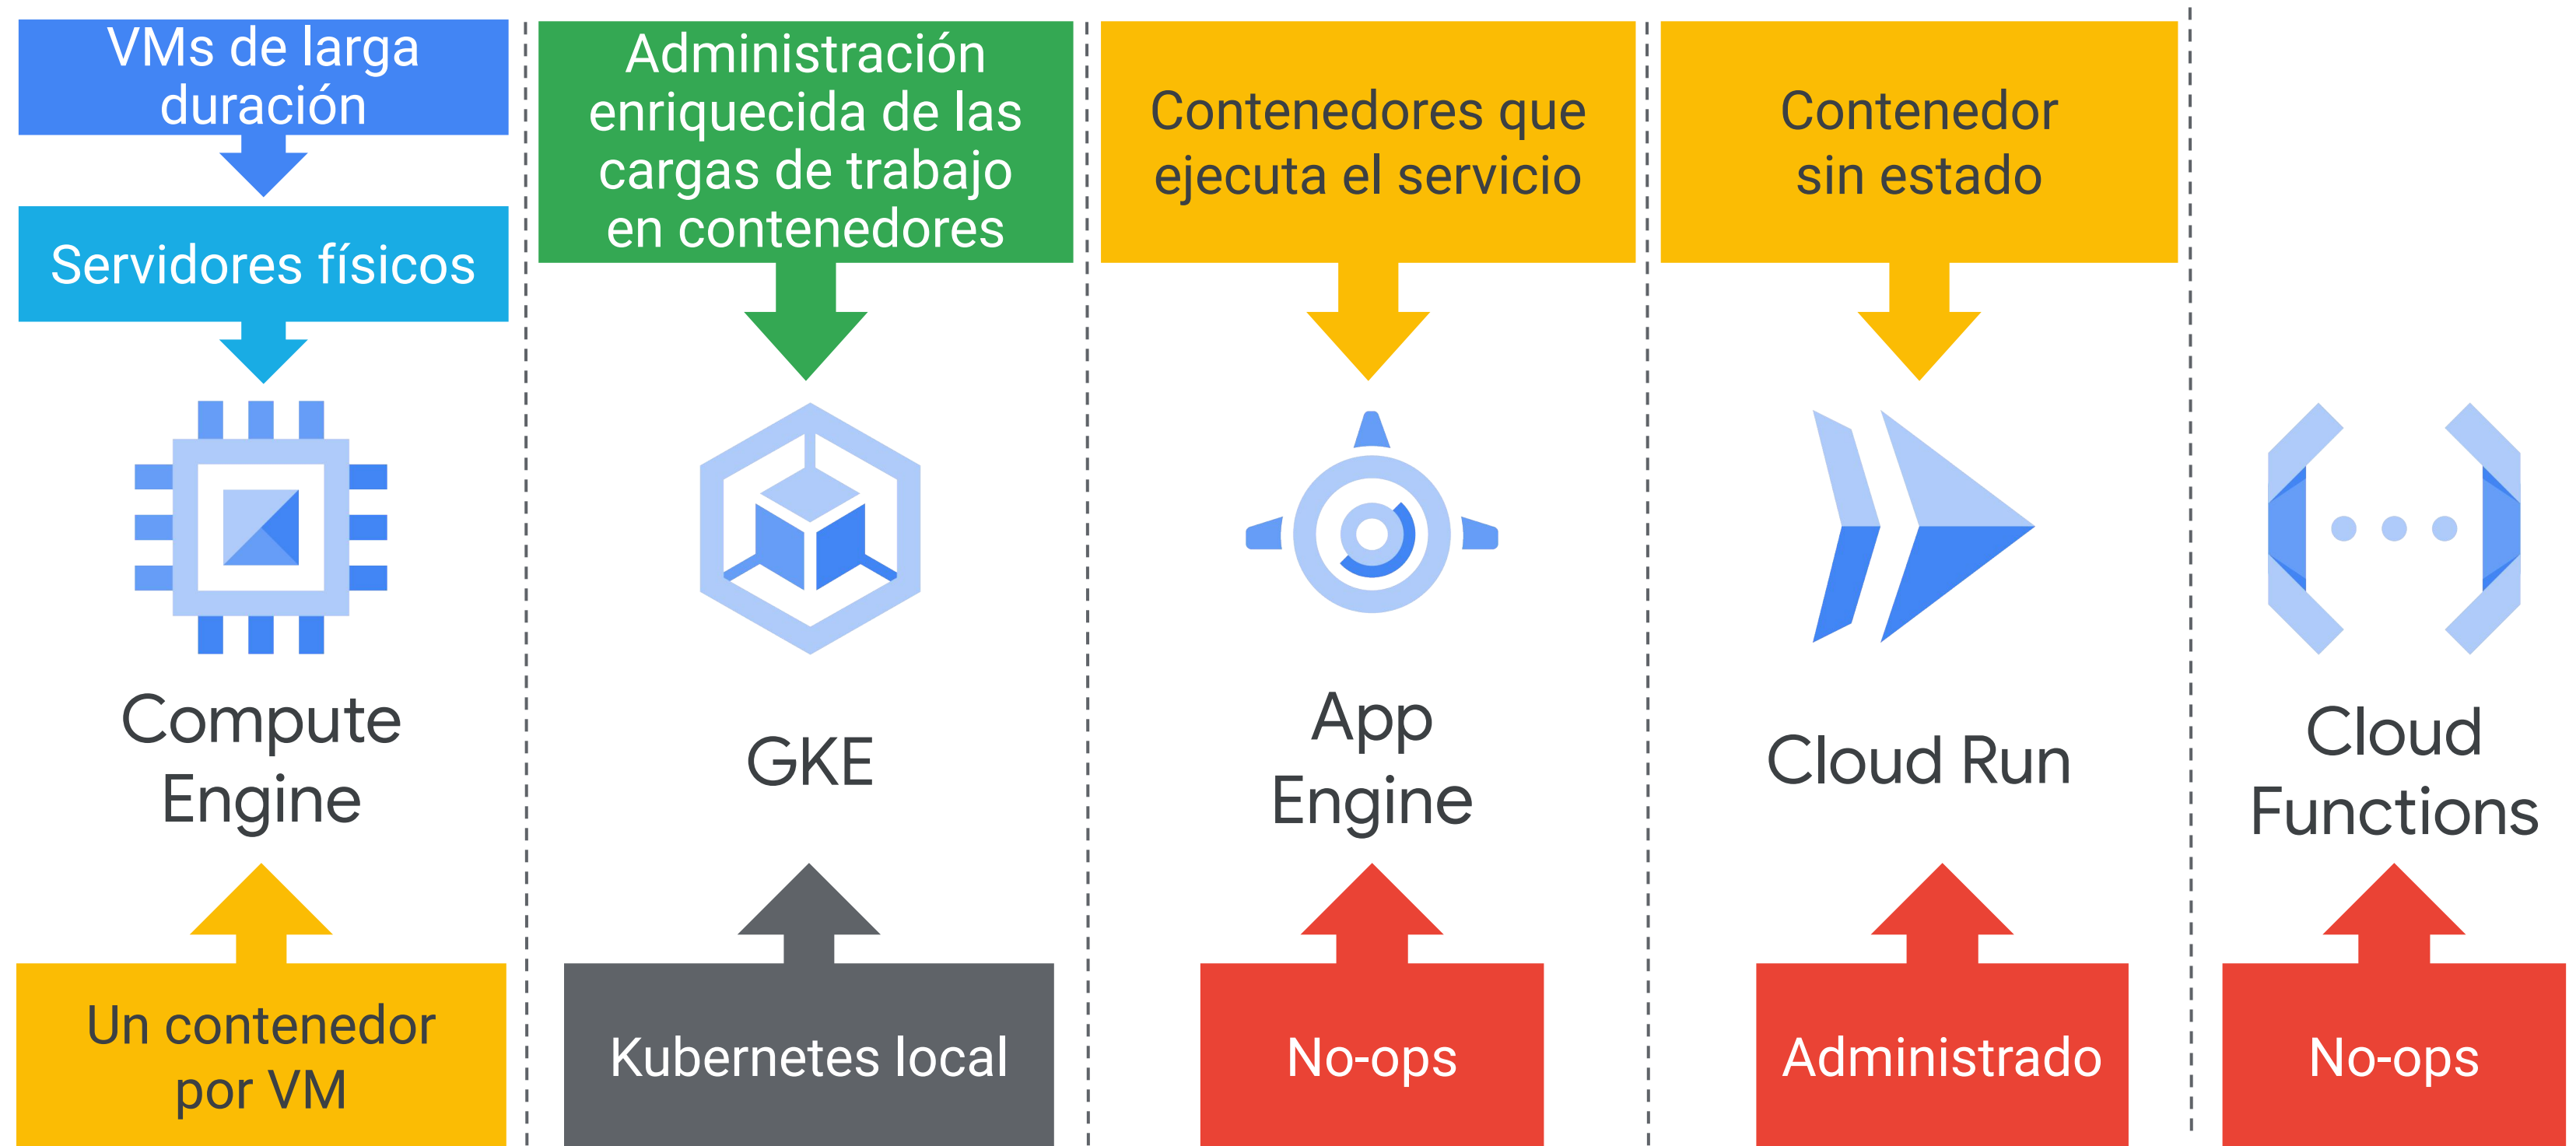 VMs de larga
duración
Servidores físicos
Compute
Engine
Un contenedor
por VM
Administración
enriquecida de las
cargas de trabajo
en contenedores
GKE
Kubernetes local
Contenedores que
ejecuta el servicio
App
Engine
No-ops
Contenedor
sin estado
Cloud Run
Administrado
Cloud
Functions
No-ops